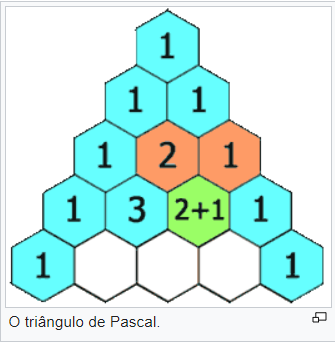 1
1 1
1 2 1
1 3 2+1 1
1 1
O triângulo de Pascal.